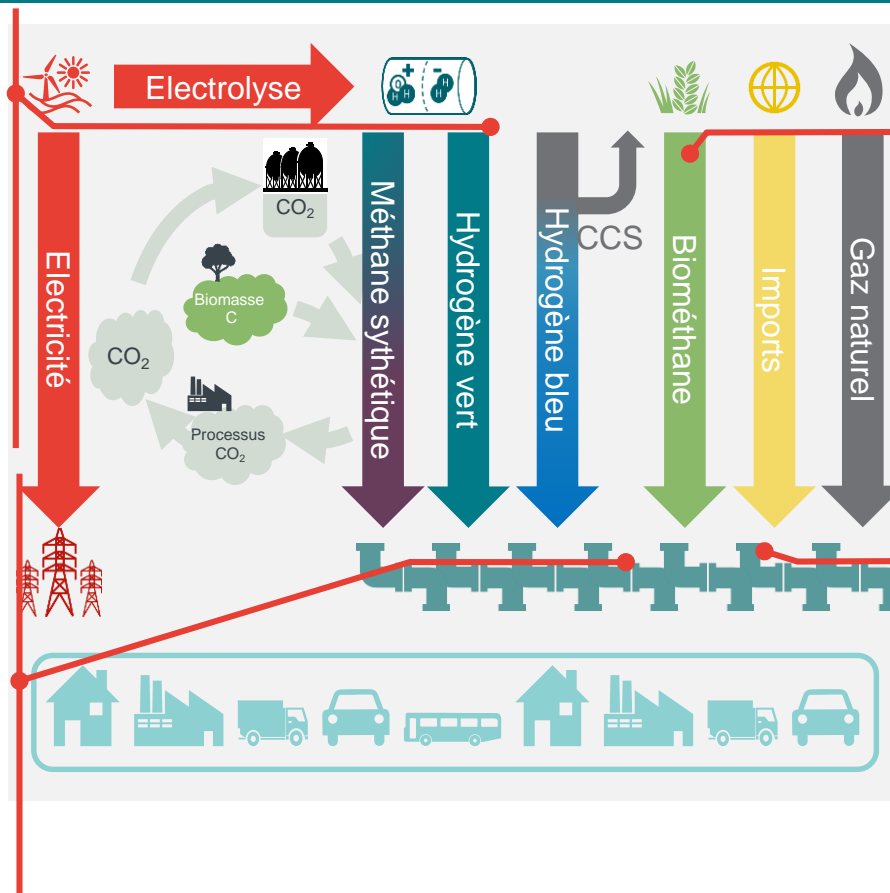 Electrolyse
+ -
O
H H
H H
CO₂
CCS
Electricité
Méthane sythétique
Hydrogène vert
Hydrogène bleu
Biométhane
Imports
Gaz naturel
Biomasse
C
CO₂
Processus
CO₂